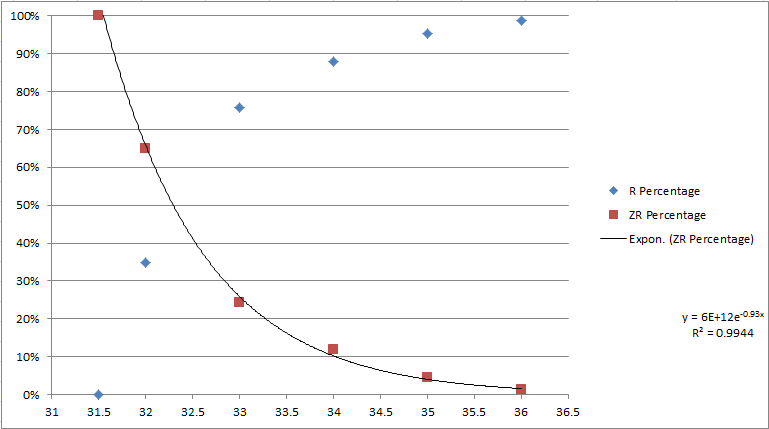 100%
90%
80%
70%
60%
50%
40%
30%
20%
10%
0%
31 31.5 32 32.5 33 33.5 34 34.5 35 35.5 36 36.5
R Percentage
ZR Percentage
Expon. (ZR Percentage)
y = 6E+12e^-0.93x
R² = 0.9944